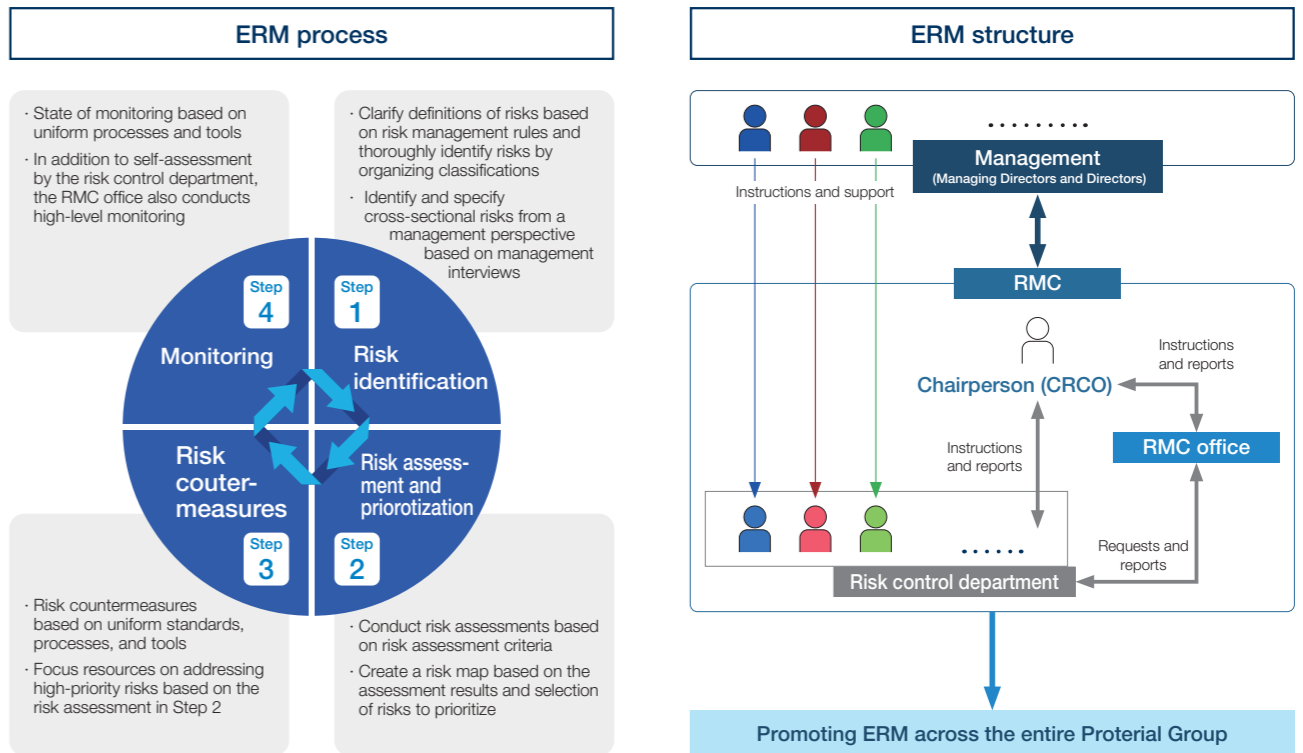 ERM process
· State of monitoring based on
uniform processes and tools
· In addition to self-assessment
by the risk control department,
the RMC office also conducts
high-level monitoring
· Clarify definitions of risks based
on risk management rules and
thoroughly identify risks by
organizing classifications
· Identify and specify
cross-sectional risks from a
management perspective
based on management
interviews
Step
4
Monitoring
Step
1
Risk
identification
Risk
couter-
measures
Step
3
Risk assess-
ment and
priorotization
Step
2
· Risk countermeasures
based on uniform standards,
processes, and tools
· Focus resources on addressing
high-priority risks based on the
risk assessment in Step 2
· Conduct risk assessments based
on risk assessment criteria
· Create a risk map based on the
assessment results and selection
of risks to prioritize
ERM structure
.........
Management
(Managing Directors and Directors)
Instructions and support
RMC
Chairperson (CRCO)
Instructions
and reports
RMC office
Instructions
and reports
......
Risk control department
Requests and
reports
Promoting ERM across the entire Proterial Group